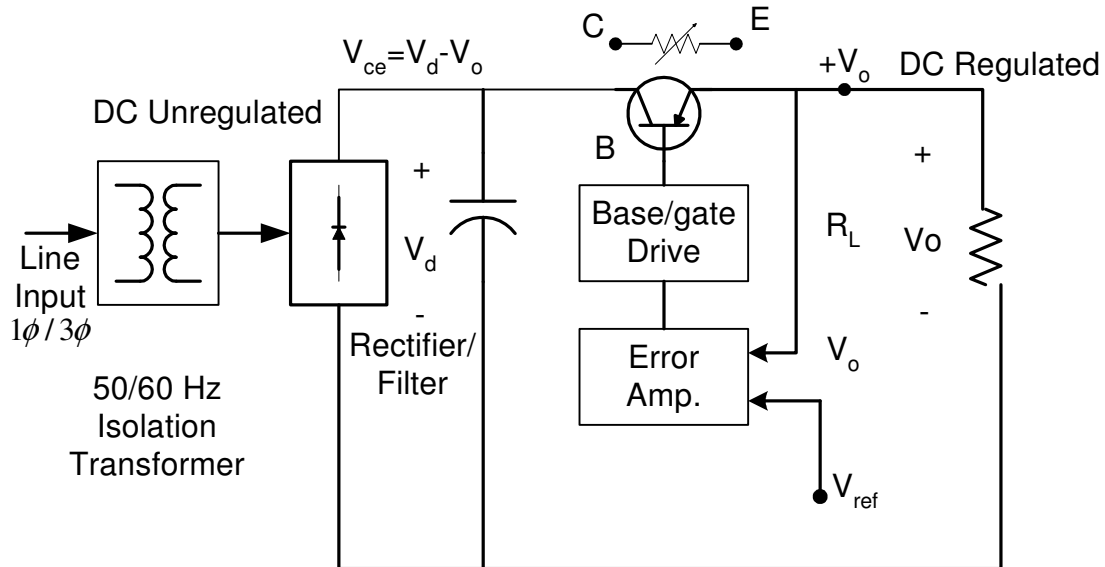 C
E
V_ce=V_d-V_o
+V_o
DC Regulated
DC Unregulated
B
+
V_d
-
Base/gate
Drive
R_L
+
Vo
-
Line
Input
1ϕ / 3ϕ
Rectifier/
Filter
Error
Amp.
V_o
50/60 Hz
Isolation
Transformer
V_ref